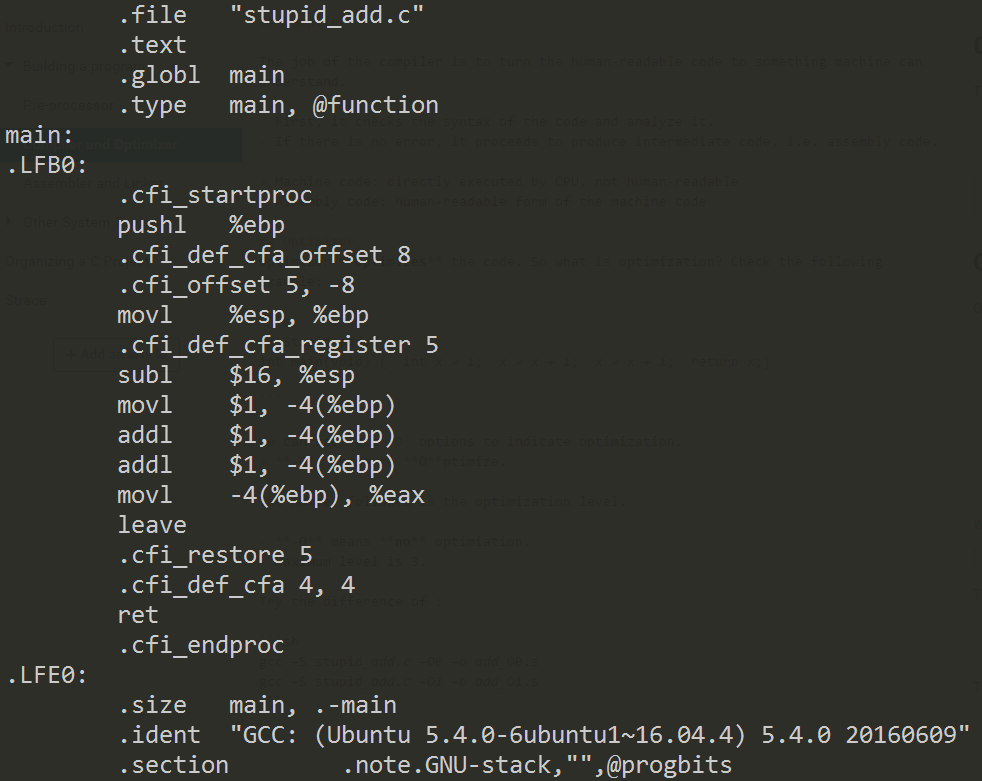 .file "stupid_add.c"
.text
.globl main
.type main, @function
main:
.LFB0:
.cfi_startproc
pushl %ebp
.cfi_def_cfa_offset 8
.cfi_offset 5, -8
movl %esp, %ebp
.cfi_def_cfa_register 5
subl $16, %esp
movl $1, -4(%ebp)
addl $1, -4(%ebp)
addl $1, -4(%ebp)
movl -4(%ebp), %eax
leave
.cfi_restore 5
.cfi_def_cfa 4, 4
ret
.cfi_endproc
.LFE0:
.size main, .-main
.ident "GCC: (Ubuntu 5.4.0-6ubuntu1~16.04.4) 5.4.0 20160609"
.section .note.GNU-stack,"",@progbits